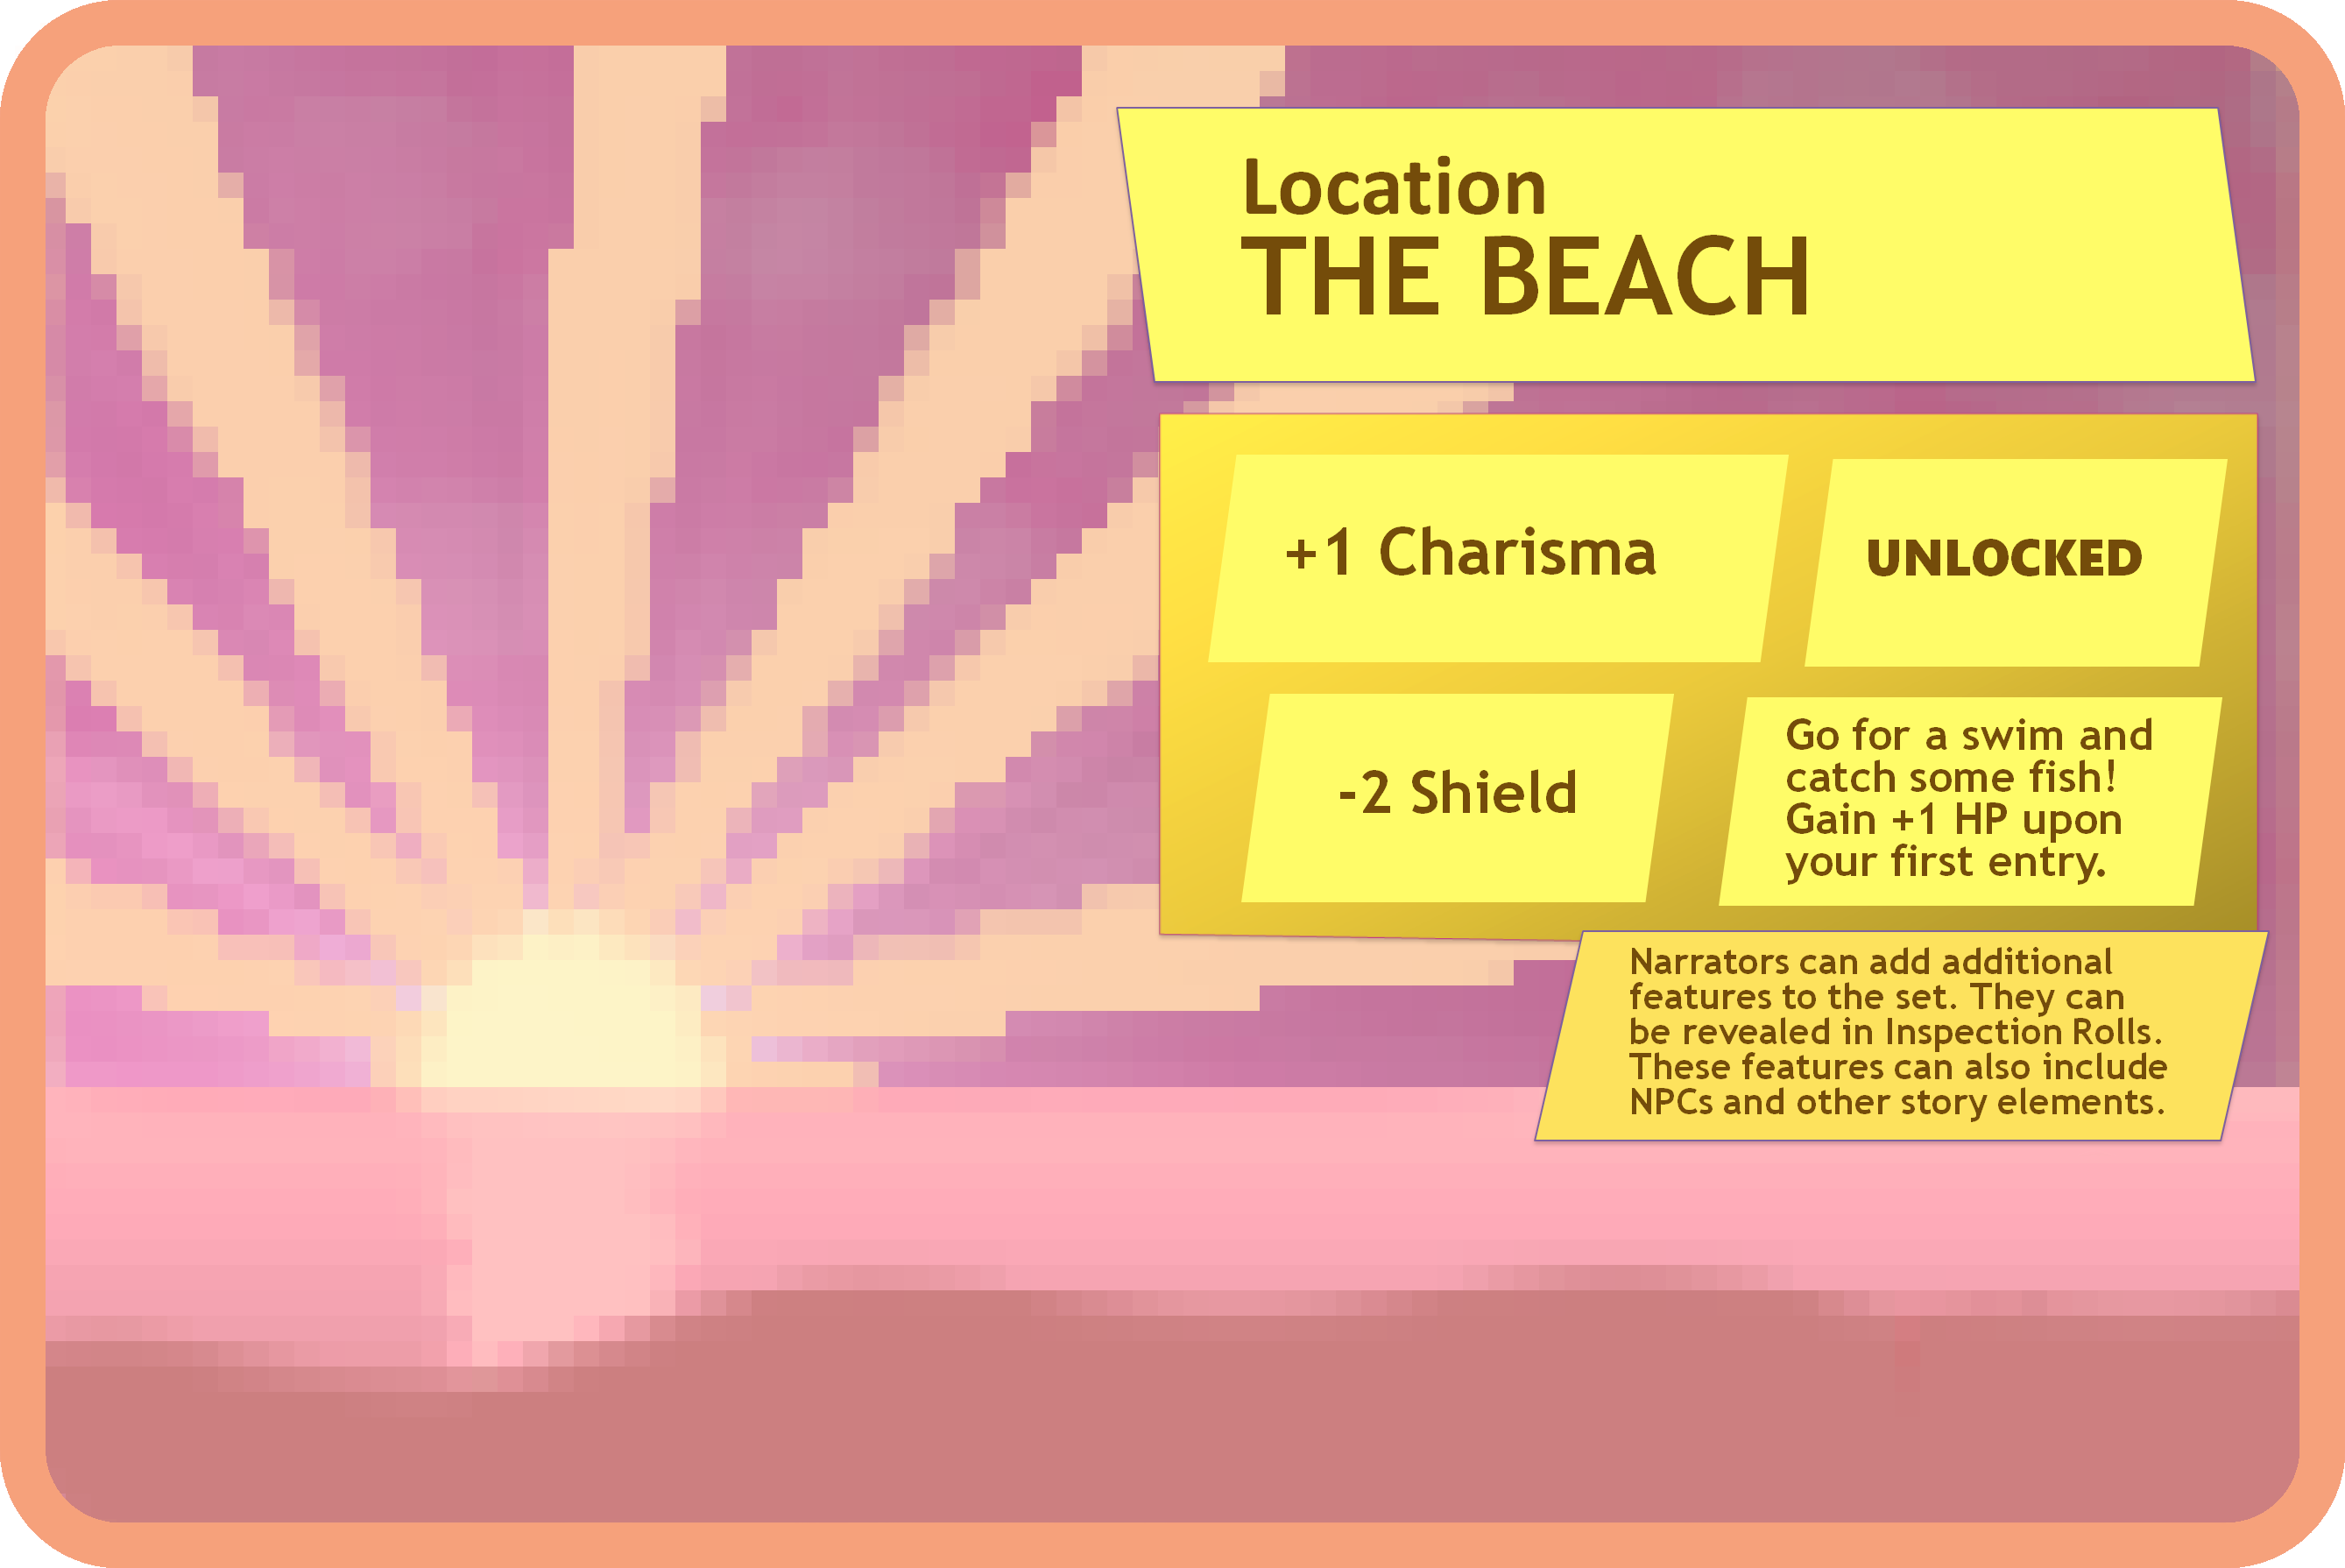 Location
THE BEACH
+1 Charisma
UNLOCKED
-2 Shield
Go for a swim and
catch some fish!
Gain +1 HP upon
your first entry.
Narrators can add additional
features to the set. They can
be revealed in Inspection Rolls.
These features can also include
NPCs and other story elements.